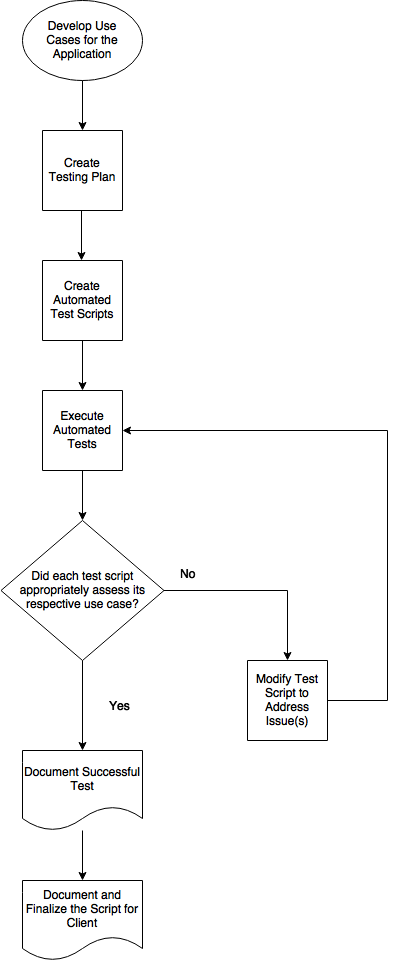 Develop Use
Cases for the
Application
Create
Testing Plan
Create
Automated
Test Scripts
Execute
Automated
Tests
Did each test script
appropriately assess its
respective use case?
No
Modify Test
Script to
Address
Issue(s)
Yes
Document Successful
Test
Document and
Finalize the Script for
Client